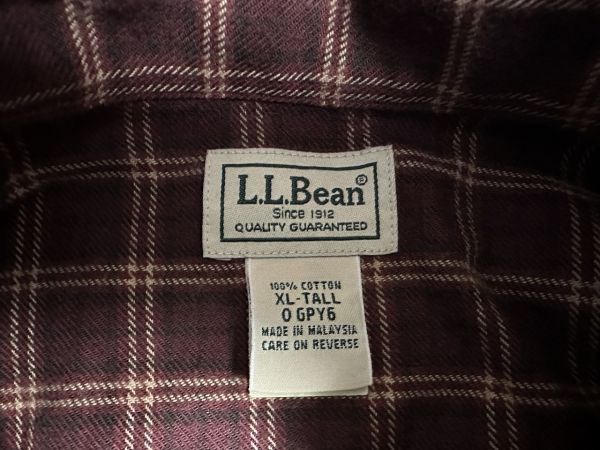 L.L.Bean®
Since 1912
QUALITY GUARANTEED
100% COTTON
XL-TALL
0 GPY6
MADE IN MALAYSIA
CARE ON REVERSE